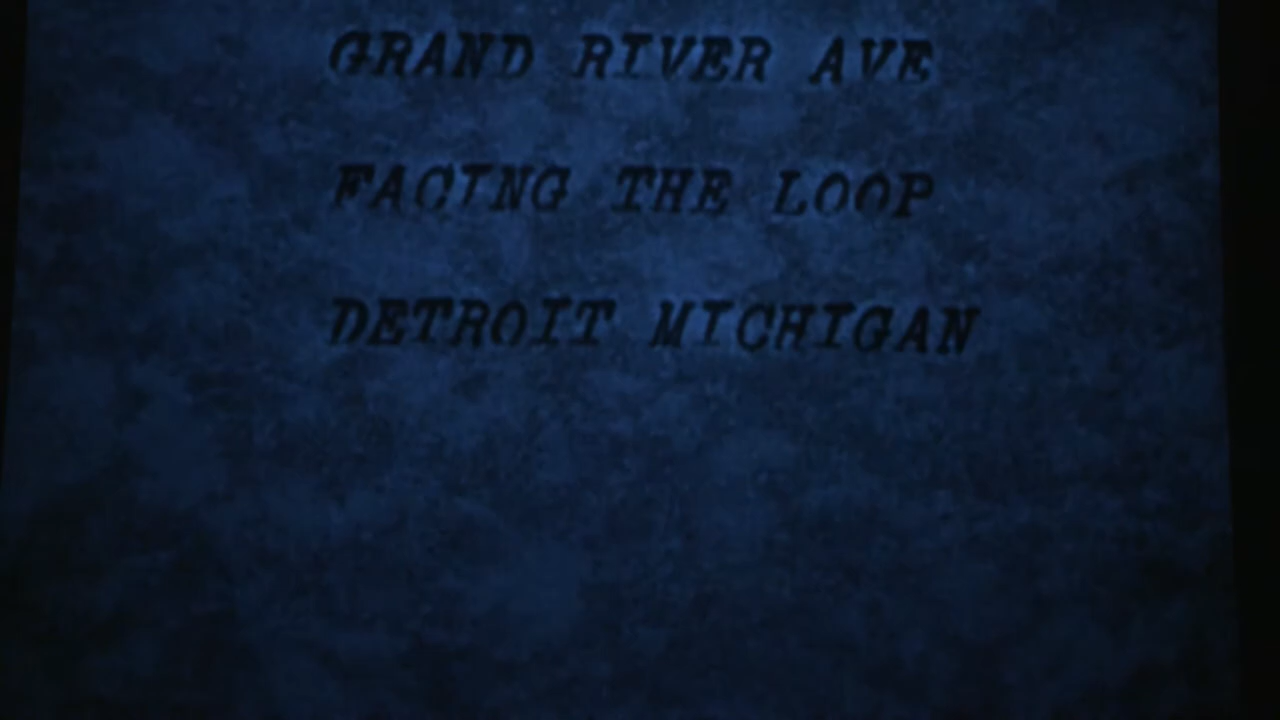 GRAND RIVER AVE
FACING THE LOOP
DETROIT MICHIGAN